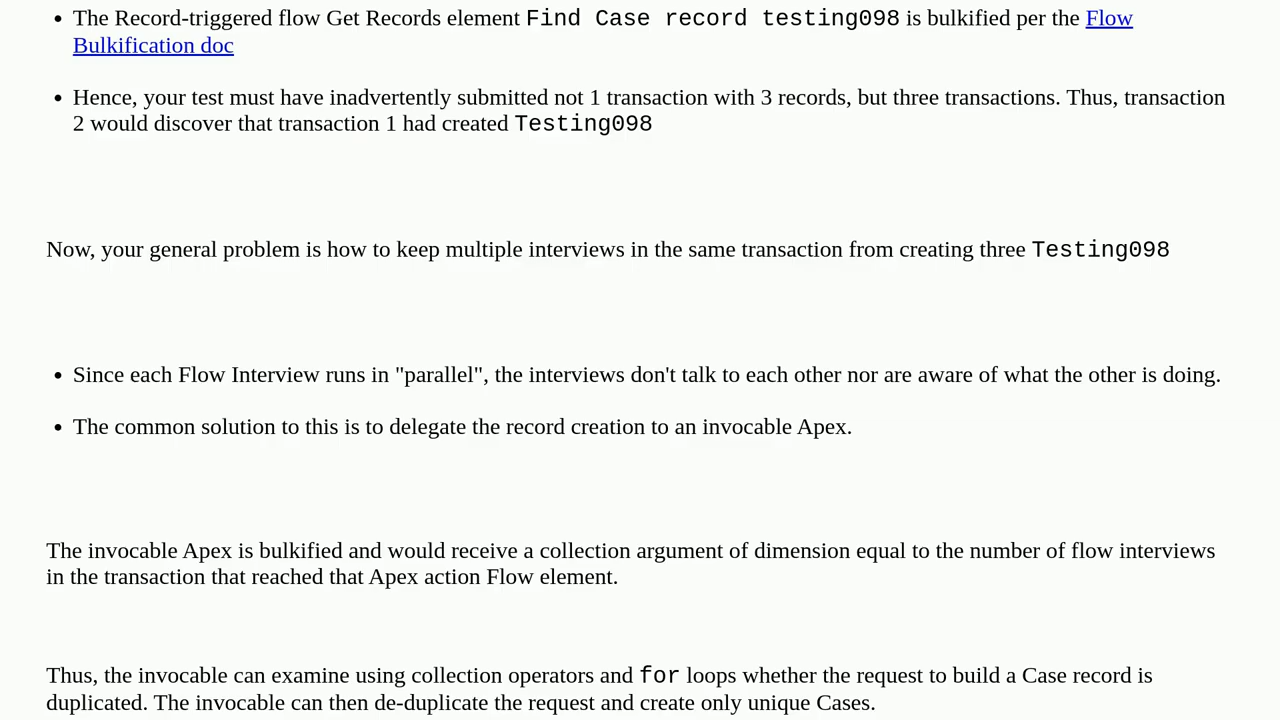 The Record-triggered flow Get Records element Find Case record testing098 is bulkified per the Flow
Bulkification doc
Hence, your test must have inadvertently submitted not 1 transaction with 3 records, but three transactions. Thus, transaction
2 would discover that transaction 1 had created Testing098
Now, your general problem is how to keep multiple interviews in the same transaction from creating three Testing098
Since each Flow Interview runs in "parallel", the interviews don't talk to each other nor are aware of what the other is doing.
The common solution to this is to delegate the record creation to an invocable Apex.
The invocable Apex is bulkified and would receive a collection argument of dimension equal to the number of flow interviews
in the transaction that reached that Apex action Flow element.
Thus, the invocable can examine using collection operators and for loops whether the request to build a Case record is
duplicated. The invocable can then de-duplicate the request and create only unique Cases.